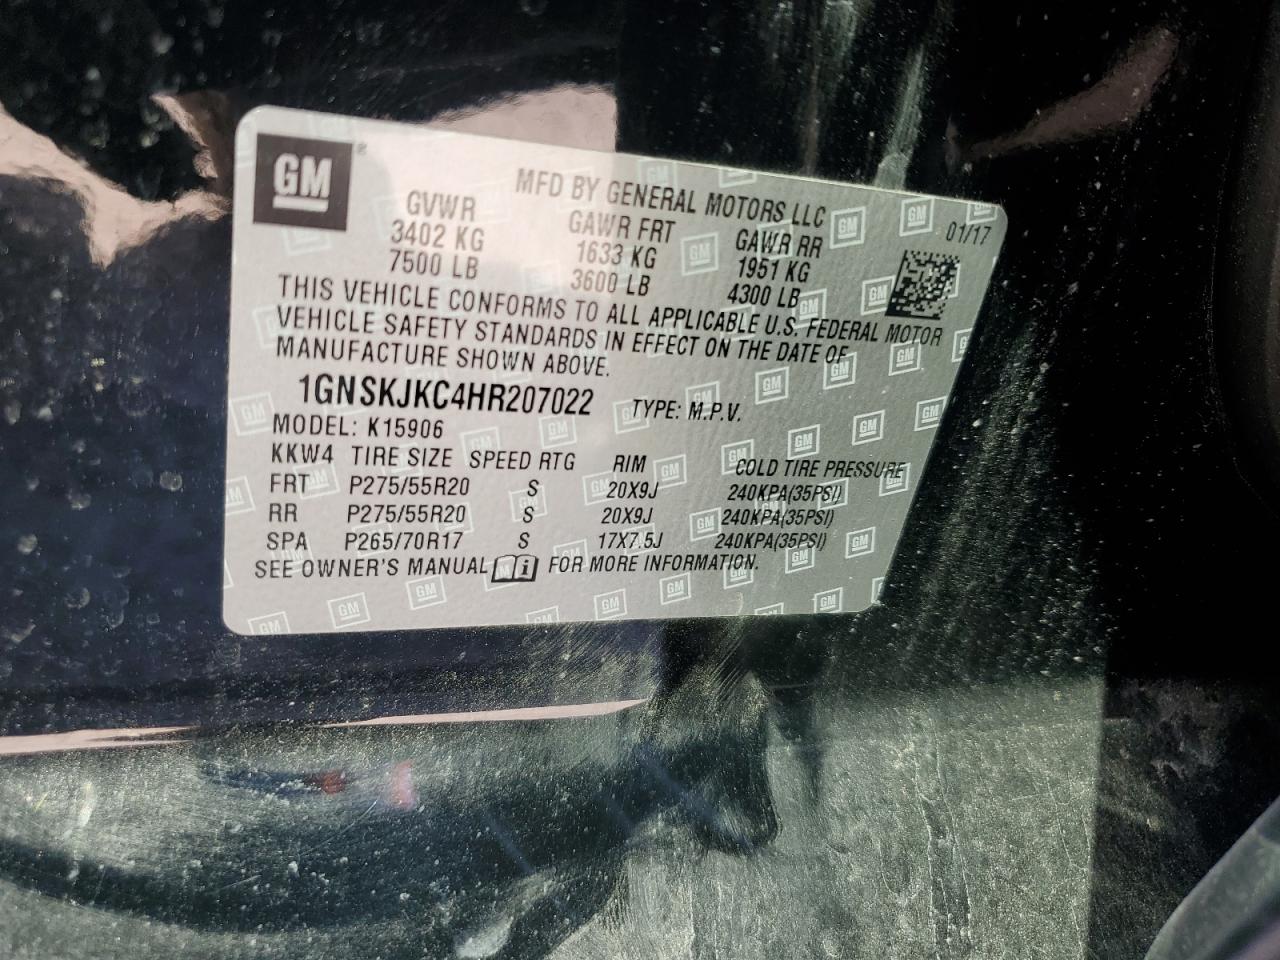 GM
MFD BY GENERAL MOTORS LLC
01/17
GVWR GAWR FRT GAWR RR
3402 KG 1633 KG 1951 KG
7500 LB 3600 LB 4300 LB
THIS VEHICLE CONFORMS TO ALL APPLICABLE U.S. FEDERAL MOTOR
VEHICLE SAFETY STANDARDS IN EFFECT ON THE DATE OF
MANUFACTURE SHOWN ABOVE.
1GNSKJKC4HR207022 TYPE: M.P.V.
MODEL: K15906
KKW4 TIRE SIZE SPEED RTG RIM COLD TIRE PRESSURE
FRT P275/55R20 S 20X9J 240KPA(35PSI)
RR P275/55R20 S 20X9J 240KPA(35PSI)
SPA P265/70R17 S 17X7.5J 240KPA(35PSI)
SEE OWNER'S MANUAL i FOR MORE INFORMATION.